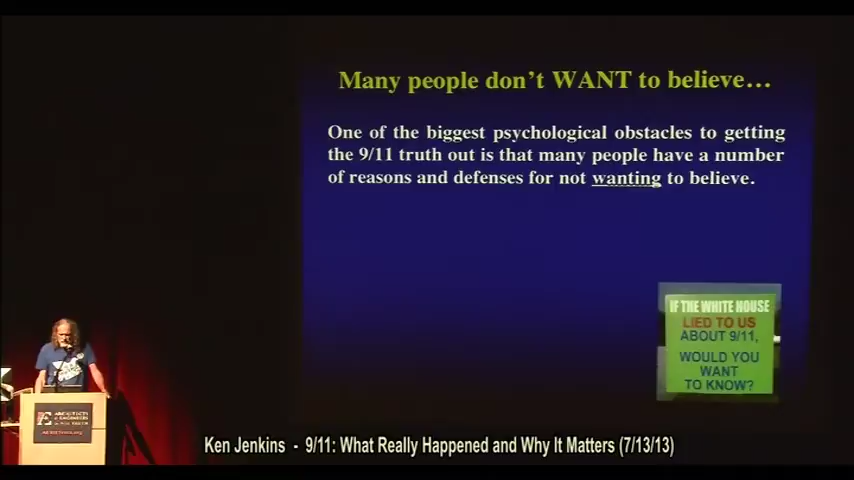 Many people don't WANT to believe...
One of the biggest psychological obstacles to getting
the 9/11 truth out is that many people have a number
of reasons and defenses for not wanting to believe.
IF THE WHITE HOUSE
LIED TO US
ABOUT 9/11,
WOULD YOU
WANT
TO KNOW?
ARCHITECTS
& ENGINEERS
Ken Jenkins - 9/11: What Really Happened and Why It Matters (7/13/13)